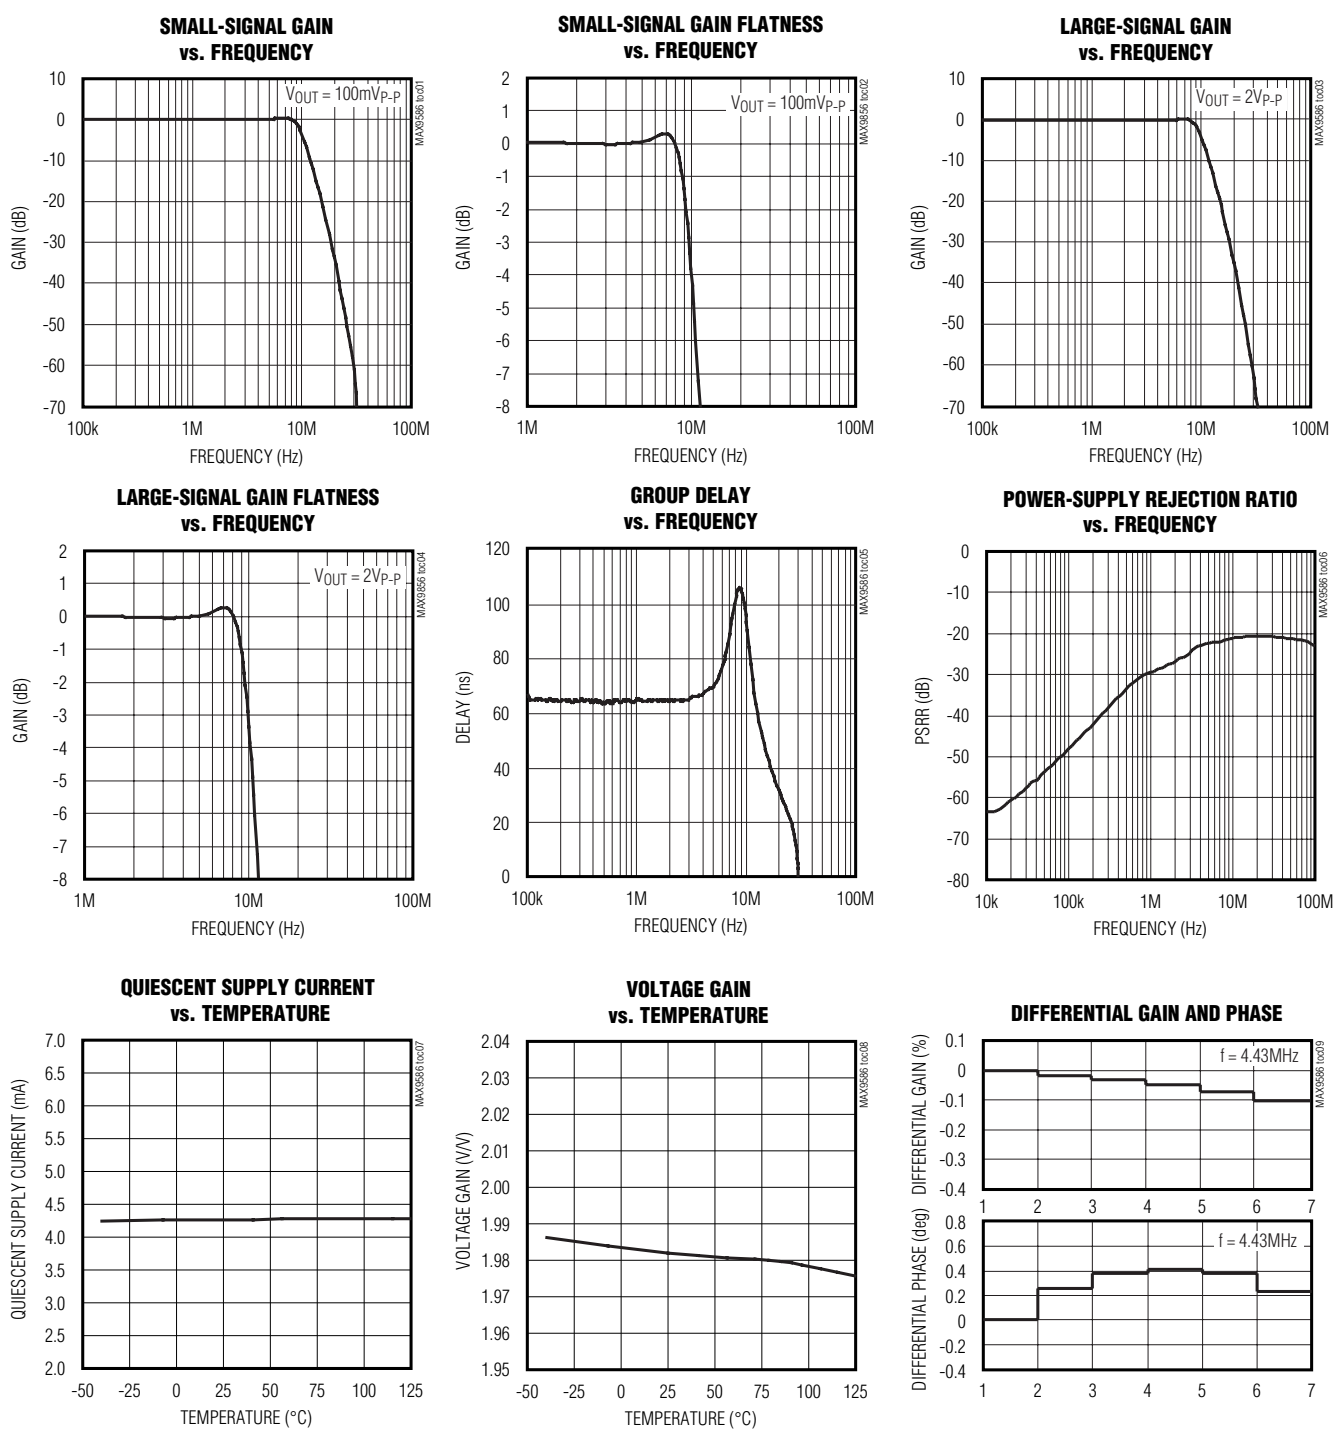 SMALL-SIGNAL GAIN
vs. FREQUENCY
10
0
-10
-20
-30
-40
-50
-60
-70
GAIN (dB)
VOUT = 100mVP-P
MAX9586 toc01
100k 1M 10M 100M
FREQUENCY (Hz)
SMALL-SIGNAL GAIN FLATNESS
vs. FREQUENCY
2
1
0
-1
-2
-3
-4
-5
-6
-7
-8
GAIN (dB)
VOUT = 100mVP-P
MAX9856 toc02
1M 10M 100M
FREQUENCY (Hz)
LARGE-SIGNAL GAIN
vs. FREQUENCY
10
0
-10
-20
-30
-40
-50
-60
-70
GAIN (dB)
VOUT = 2VP-P
MAX9586 toc03
100k 1M 10M 100M
FREQUENCY (Hz)
LARGE-SIGNAL GAIN FLATNESS
vs. FREQUENCY
2
1
0
-1
-2
-3
-4
-5
-6
-7
-8
GAIN (dB)
VOUT = 2VP-P
MAX9856 toc04
1M 10M 100M
FREQUENCY (Hz)
GROUP DELAY
vs. FREQUENCY
120
100
80
60
40
20
0
DELAY (ns)
MAX9586 toc05
100k 1M 10M 100M
FREQUENCY (Hz)
POWER-SUPPLY REJECTION RATIO
vs. FREQUENCY
0
-10
-20
-30
-40
-50
-60
-70
-80
PSRR (dB)
MAX9586 toc06
10k 100k 1M 10M 100M
FREQUENCY (Hz)
QUIESCENT SUPPLY CURRENT
vs. TEMPERATURE
7.0
6.5
6.0
5.5
5.0
4.5
4.0
3.5
3.0
2.5
2.0
QUIESCENT SUPPLY CURRENT (mA)
MAX9586 toc07
-50 -25 0 25 50 75 100 125
TEMPERATURE (°C)
VOLTAGE GAIN
vs. TEMPERATURE
2.04
2.03
2.02
2.01
2.00
1.99
1.98
1.97
1.96
1.95
VOLTAGE GAIN (V/V)
MAX9586 toc08
-50 -25 0 25 50 75 100 125
TEMPERATURE (°C)
DIFFERENTIAL GAIN AND PHASE
0.1
0
-0.1
-0.2
-0.3
-0.4
DIFFERENTIAL GAIN (%)
f = 4.43MHz
MAX9586 toc09
1 2 3 4 5 6 7
0.8
0.6
0.4
0.2
0
-0.2
-0.4
DIFFERENTIAL PHASE (deg)
f = 4.43MHz
1 2 3 4 5 6 7